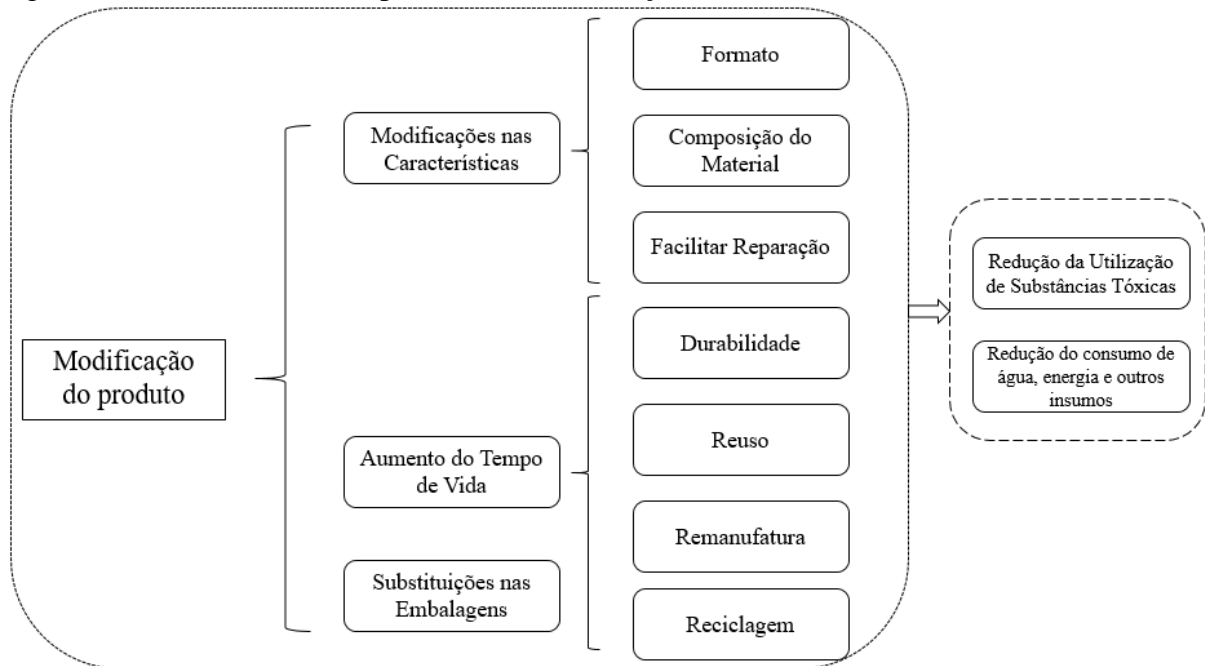 Formato
Modificações nas
Características
Composição do
Material
Facilitar Reparação
Redução da Utilização
de Substâncias Tóxicas
Modificação
do produto
Durabilidade
Redução do consumo de
água, energia e outros
insumos
Aumento do Tempo
de Vida
Reuso
Remanufatura
Substituições nas
Embalagens
Reciclagem